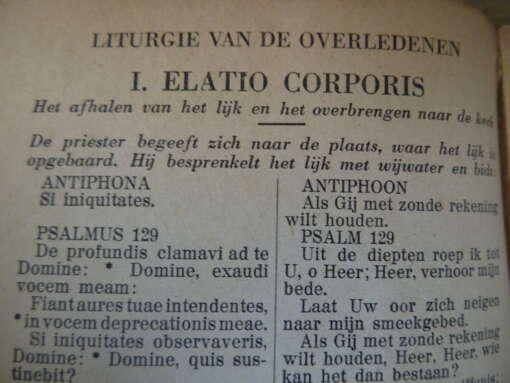 LITURGIE VAN DE OVERLEDENEN
I. ELATIO CORPORIS
Het afhalen van het lijk en het overbrengen naar de kerk
De priester begeeft zich naar de plaats, waar het lijk is
opgebaard. Hij besprenkelt het lijk met wijwater en bidt:
ANTIPHONA
Si iniquitates.
PSALMUS 129
De profundis clamavi ad te
Domine: * Domine, exaudi
vocem meam:
Fiant aures tuae intendentes,
* in vocem deprecationis meae.
Si iniquitates observaveris,
Domine: * Domine, quis sus-
tinebit?
ANTIPHOON
Als Gij met zonde rekening
wilt houden.
PSALM 129
Uit de diepten roep ik tot
U, o Heer; Heer, verhoor mijn
bede.
Laat Uw oor zich neigen
naar mijn smeekgebed.
Als Gij met zonde rekening
wilt houden, Heer, Heer, wie
kan het dan bestaan?